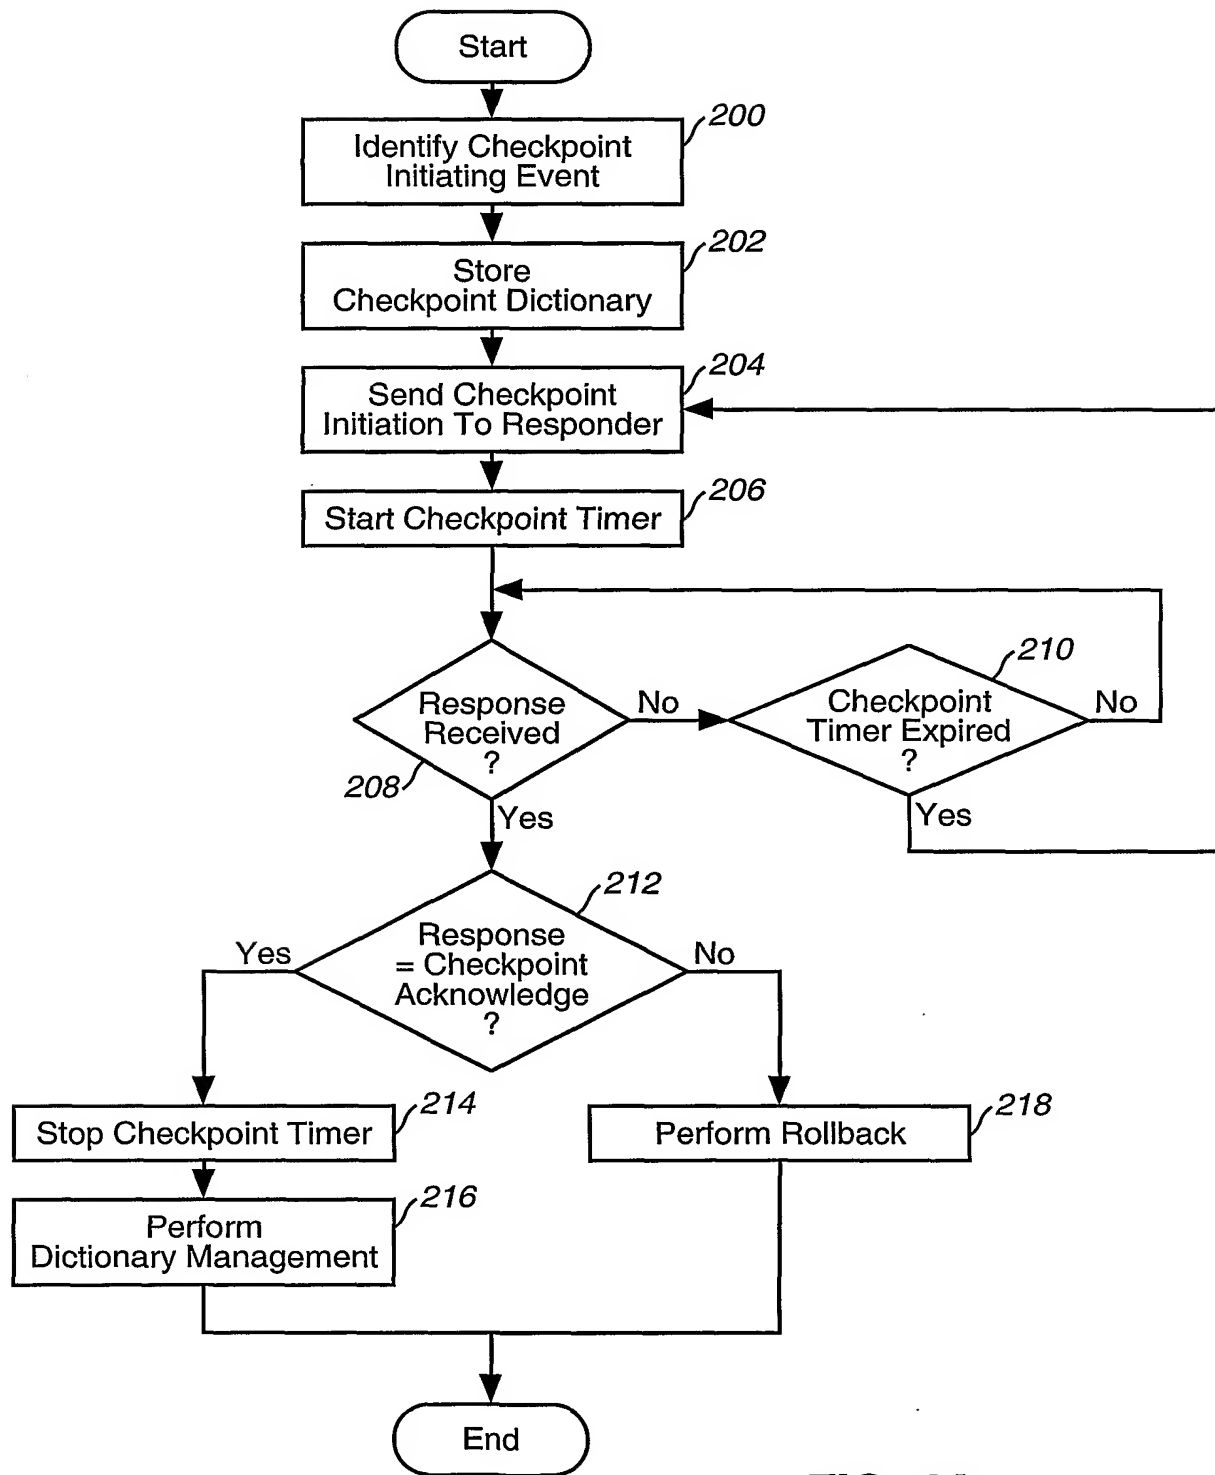 Start
200
Identify Checkpoint
Initiating Event
202
Store
Checkpoint Dictionary
204
Send Checkpoint
Initiation To Responder
206
Start Checkpoint Timer
208
Response
Received
?
No
Yes
210
Checkpoint
Timer Expired
?
No
Yes
212
Response
= Checkpoint
Acknowledge
?
Yes
No
214
Stop Checkpoint Timer
218
Perform Rollback
216
Perform
Dictionary Management
End